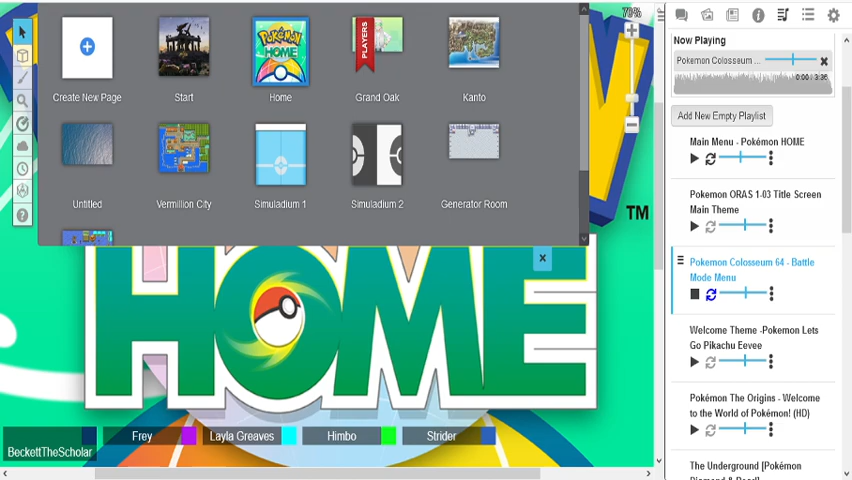 70%
Pokémon
HOME
PLAYERS
Create New Page
Start
Home
Grand Oak
Kanto
Untitled
Vermillion City
Simuladium 1
Simuladium 2
Generator Room
TM
HOME
BeckettTheScholar
Frey
Layla Greaves
Himbo
Strider
Now Playing
Pokemon Colosseum ...
0:00 / 3:36
Add New Empty Playlist
Main Menu - Pokémon HOME
Pokemon ORAS 1-03 Title Screen
Main Theme
Pokemon Colosseum 64 - Battle
Mode Menu
Welcome Theme -Pokemon Lets
Go Pikachu Eevee
Pokémon The Origins - Welcome
to the World of Pokémon! (HD)
The Underground [Pokémon
Diamond & Pearl]